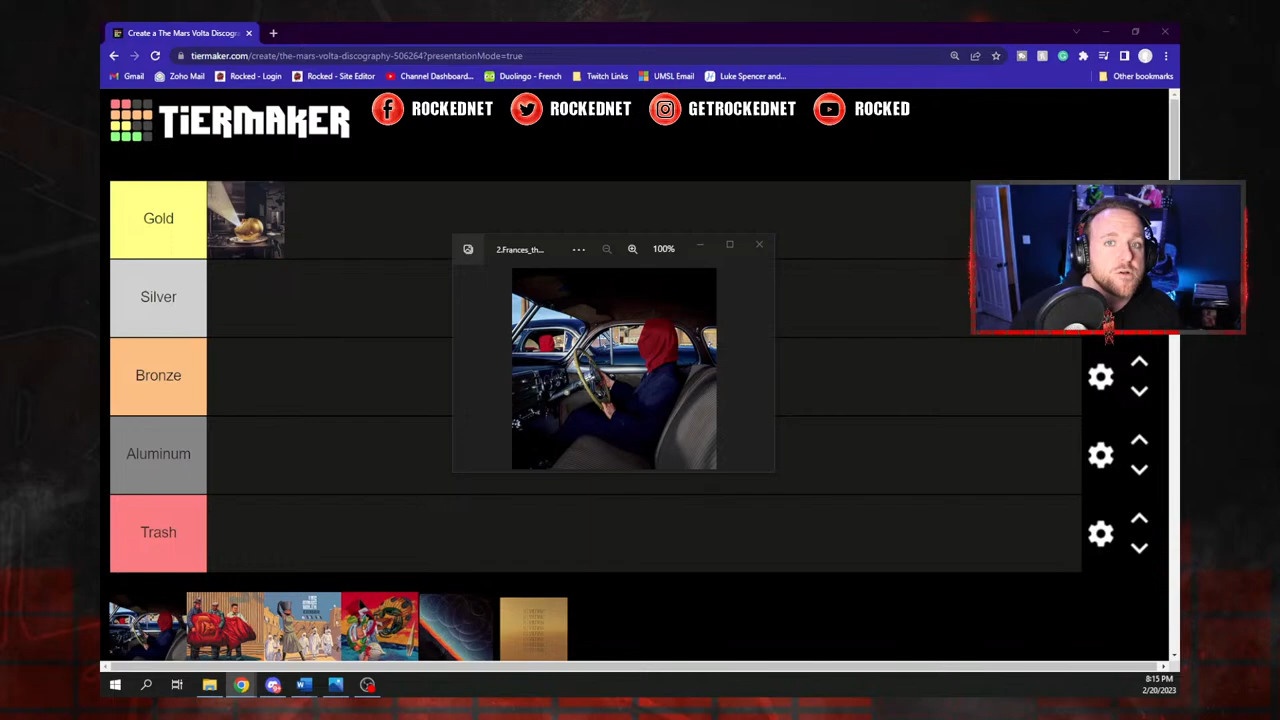 Create a The Mars Volta Discogr
tiermaker.com/create/the-mars-volta-discography-506264?presentationMode=true
Gmail
Zoho Mail
Rocked - Login
Rocked - Site Editor
Channel Dashboard...
Duolingo - French
Twitch Links
UMSL Email
Luke Spencer and...
Other bookmarks
TiERMAKER
ROCKEDNET
ROCKEDNET
GETROCKEDNET
ROCKED
Gold
2.Frances_th...
100%
Silver
Bronze
Aluminum
Trash
8:15 PM
2/20/2023